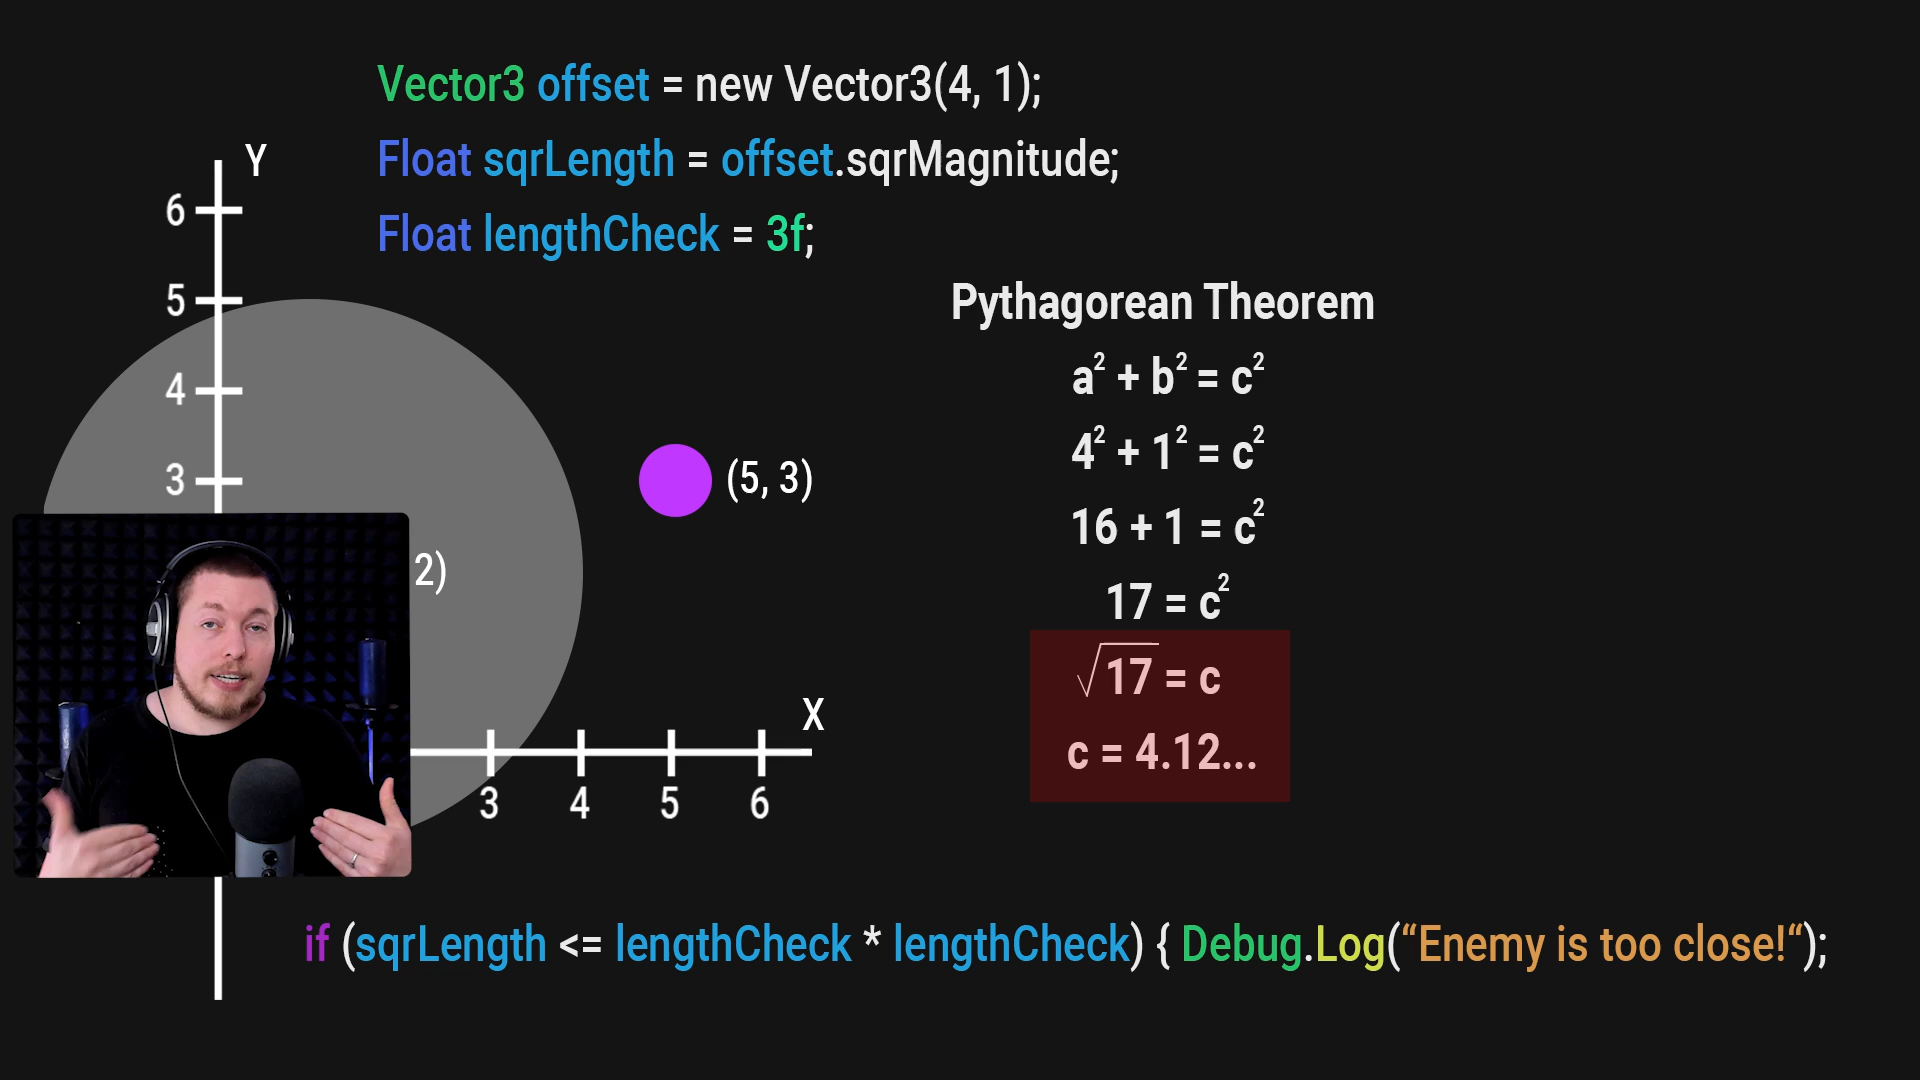 Vector3 offset = new Vector3(4, 1);
Float sqrLength = offset.sqrMagnitude;
Float lengthCheck = 3f;
Y
6
5
4
3
2)
(5, 3)
X
3 4 5 6
Pythagorean Theorem
a² + b² = c²
4² + 1² = c²
16 + 1 = c²
17 = c²
√17 = c
c = 4.12...
if (sqrLength <= lengthCheck * lengthCheck) { Debug.Log(“Enemy is too close!“);